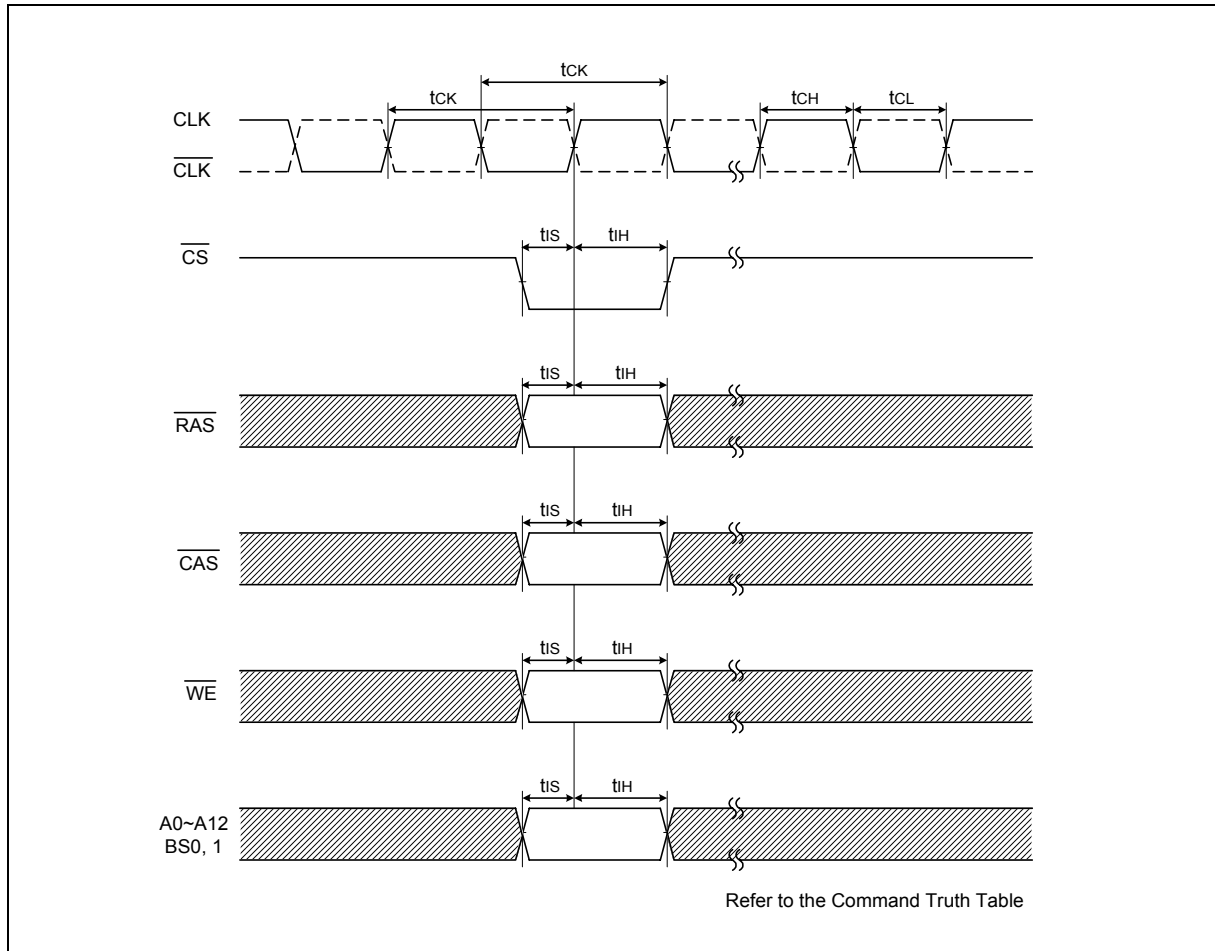 tCK
tCK
tCH
tCL
CLK
CLK
tIS
tIH
CS
tIS
tIH
RAS
tIS
tIH
CAS
tIS
tIH
WE
tIS
tIH
A0~A12
BS0, 1
Refer to the Command Truth Table